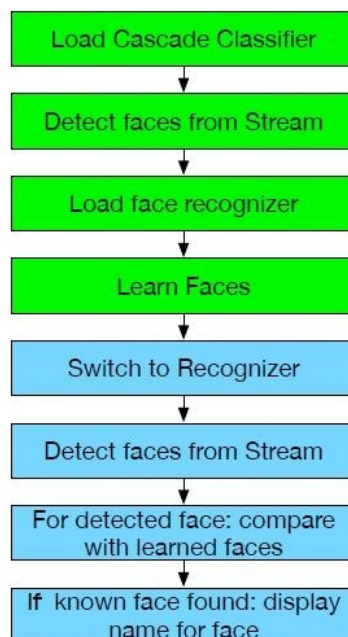 Load Cascade Classifier
Detect faces from Stream
Load face recognizer
Learn Faces
Switch to Recognizer
Detect faces from Stream
For detected face: compare
with learned faces
If known face found: display
name for face